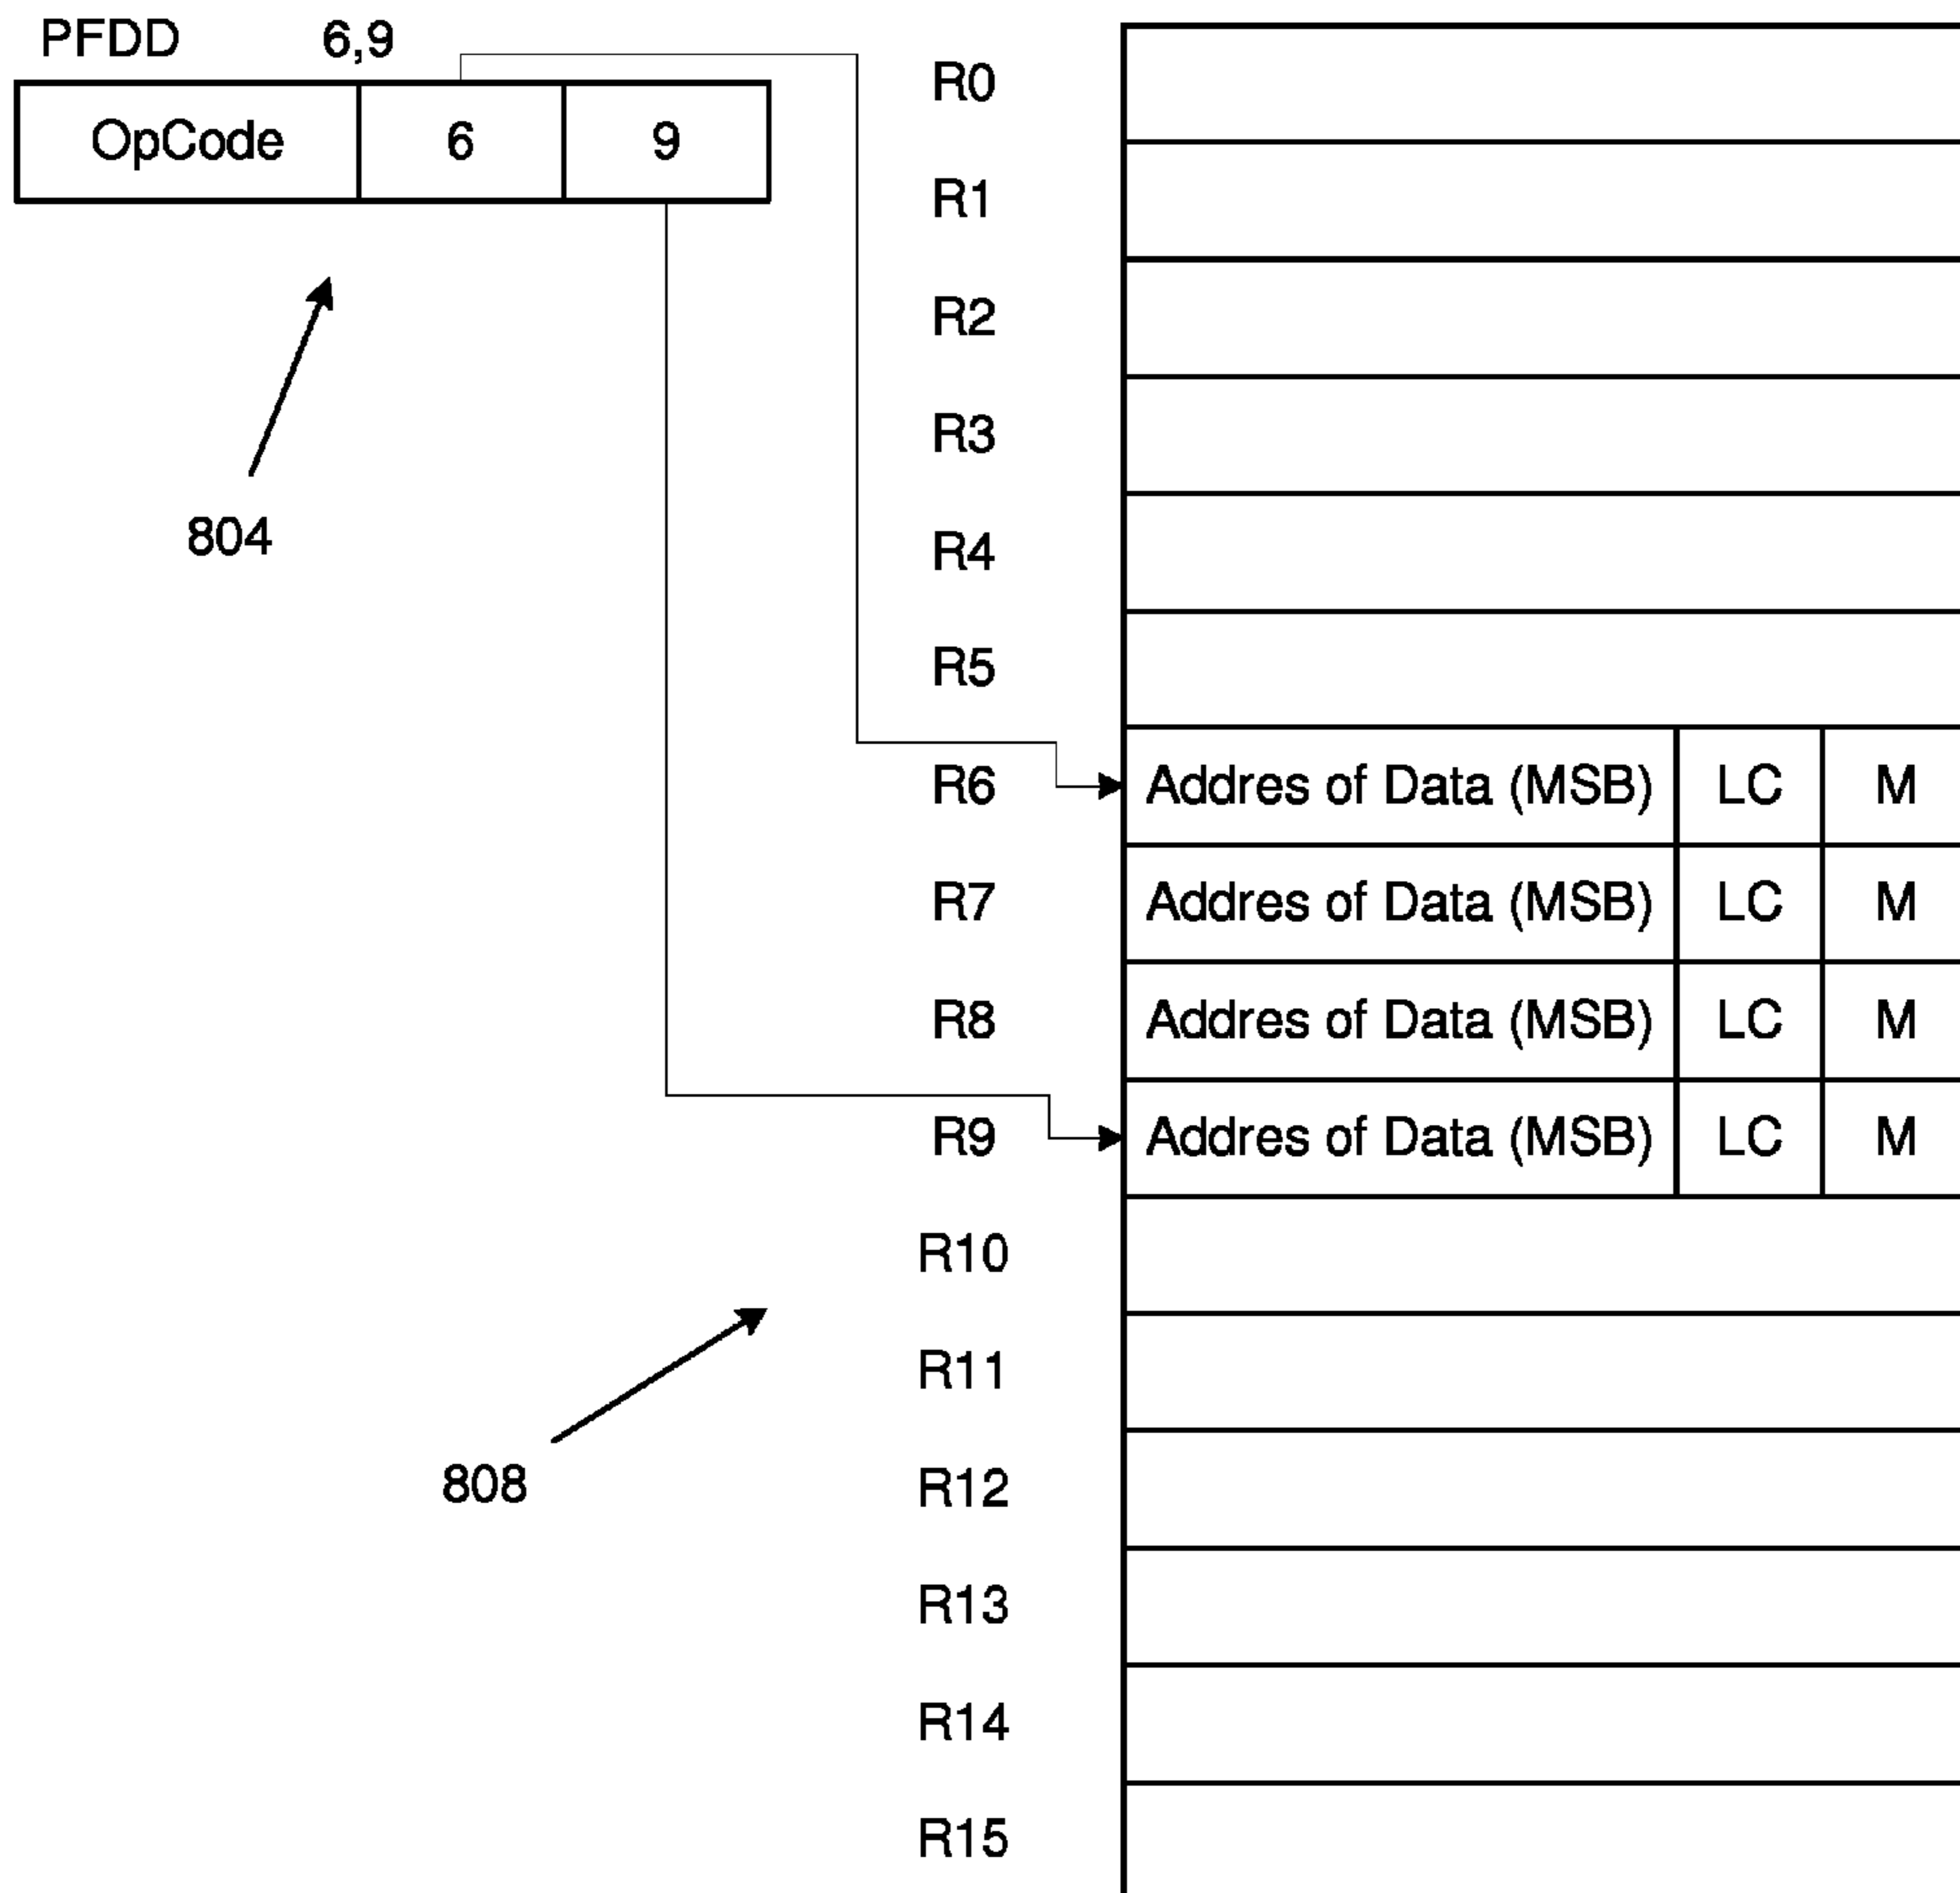 PFDD 6,9
OpCode 6 9
804
R0
R1
R2
R3
R4
R5
R6 Addres of Data (MSB) LC M
R7 Addres of Data (MSB) LC M
R8 Addres of Data (MSB) LC M
R9 Addres of Data (MSB) LC M
R10
808
R11
R12
R13
R14
R15